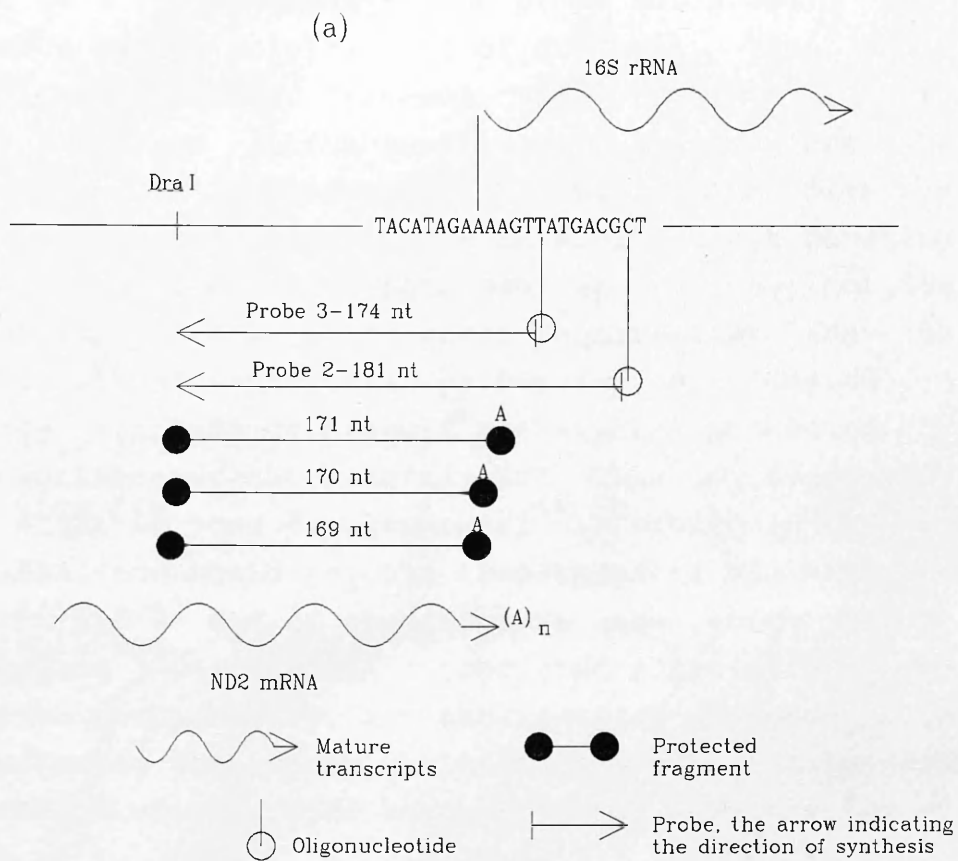 (a)
16S rRNA
Dra I
TACATAGAAAAGTTATGACGCT
Probe 3-174 nt
Probe 2-181 nt
171 nt
A
170 nt
A
169 nt
A
(A)n
ND2 mRNA
Mature
transcripts
Protected
fragment
Oligonucleotide
Probe, the arrow indicating
the direction of synthesis